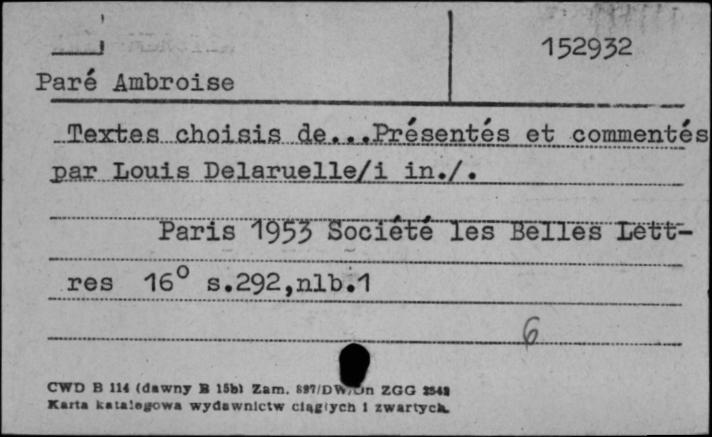 152932
Paré Ambroise
Textes choisis de...Présentés et commentés
par Louis Delaruelle/i in./.
Paris 1953 Société les Belles Lett-
res 16° s.292,nlb.1
6
CWD B 114 (dawny B 15b) Zam. 897/DW/Un ZGG
Karta katalogowa wydawnictw ciągłych i zwartych.